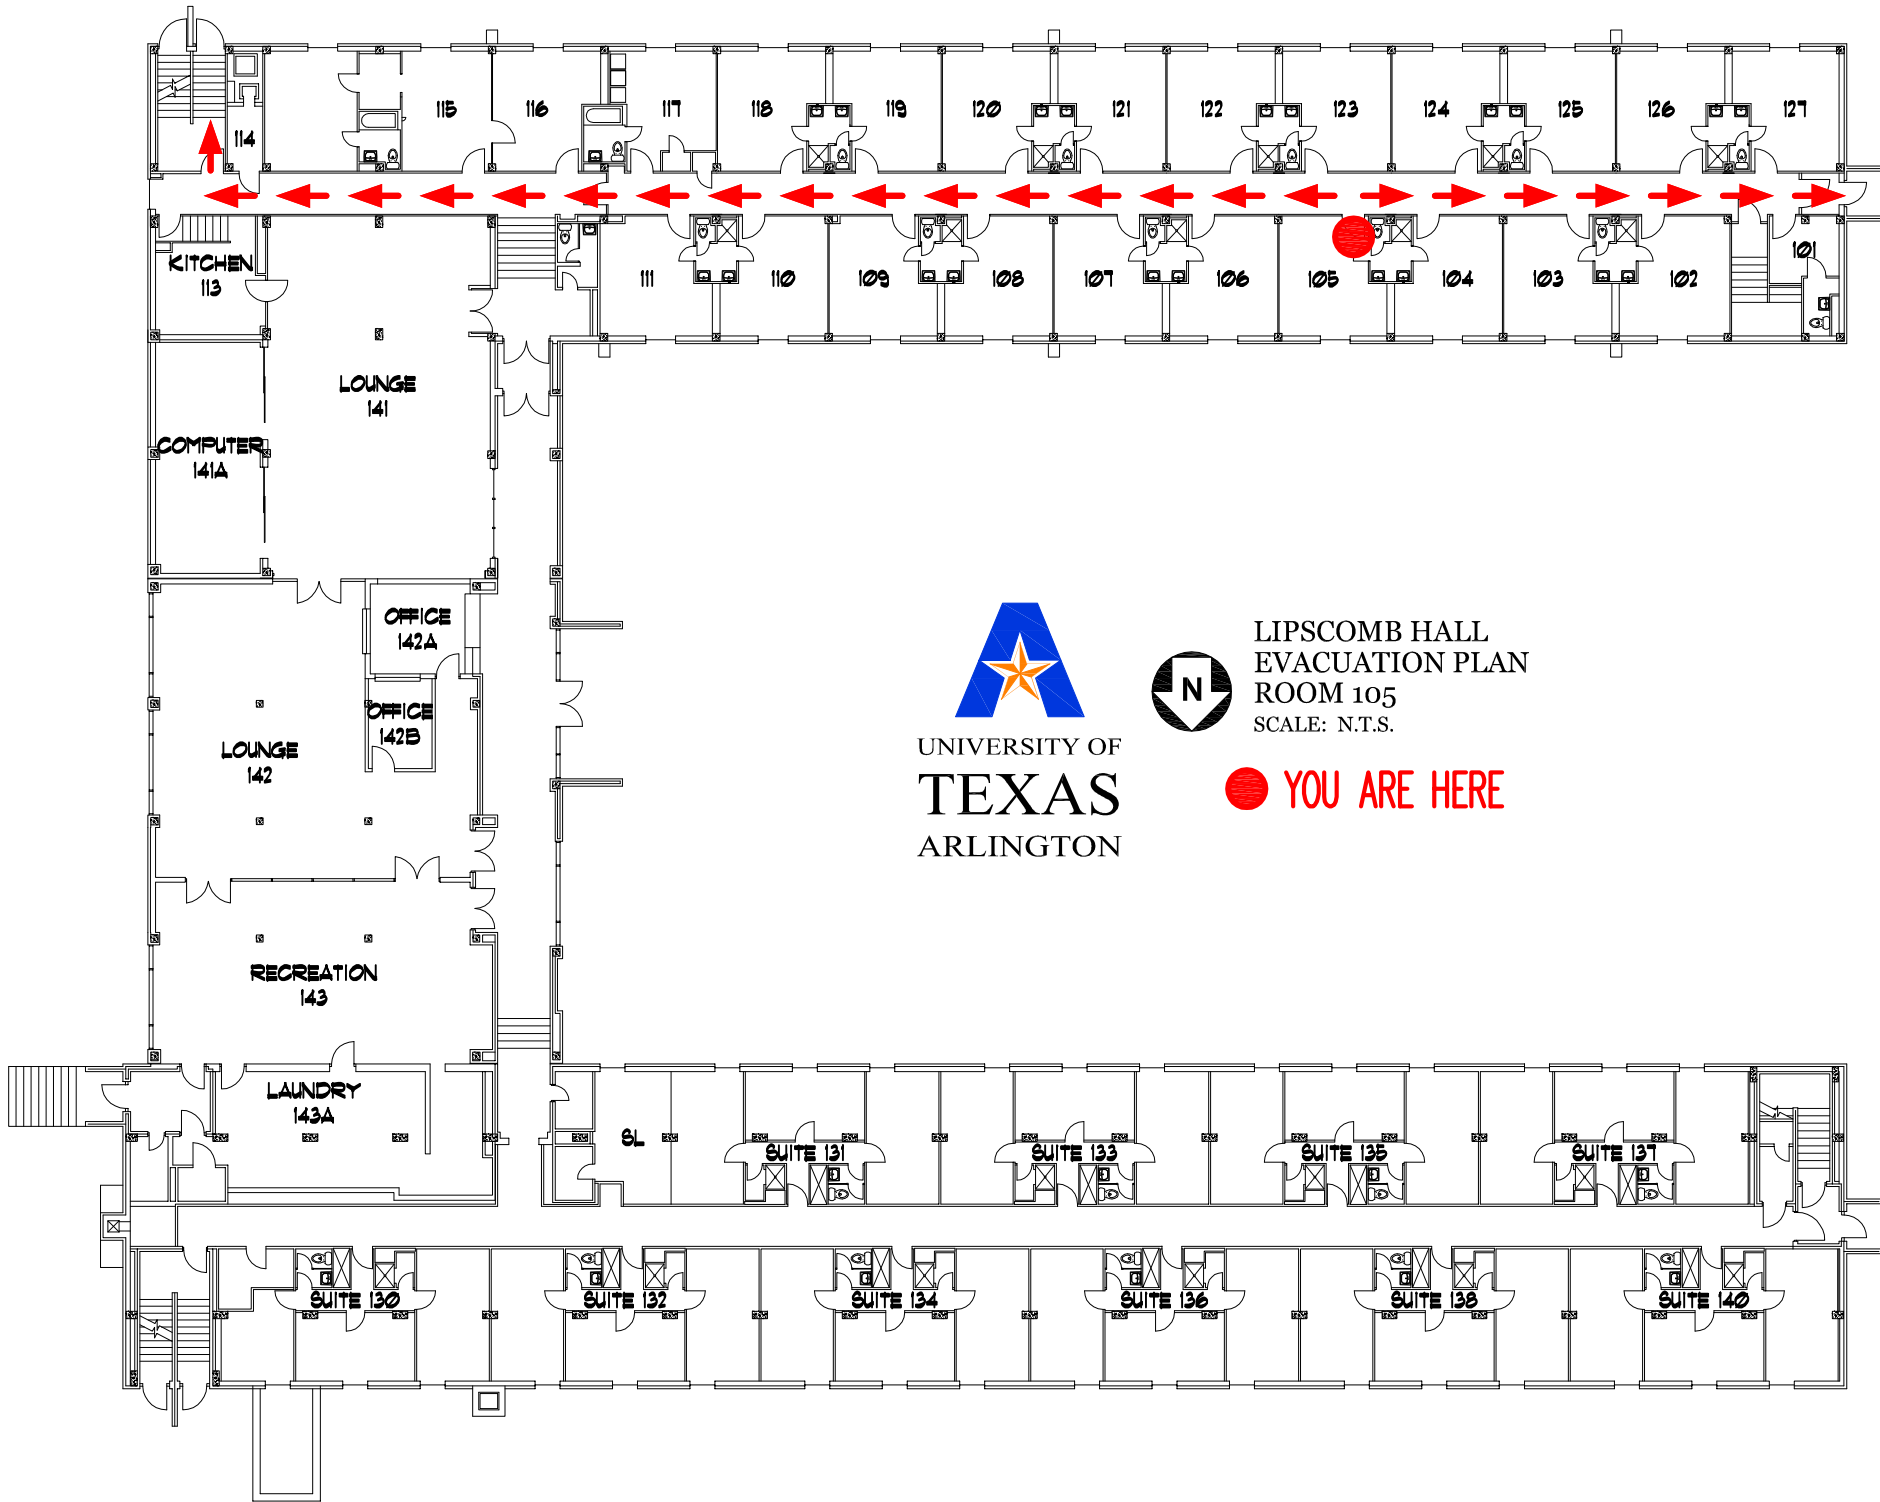 115
116
117
118
119
120
121
122
123
124
125
126
127
114
KITCHEN
113
111
110
109
108
107
106
105
104
103
102
101
LOUNGE
141
COMPUTER
141A
OFFICE
142A
OFFICE
142B
LOUNGE
142
N
LIPSCOMB HALL
EVACUATION PLAN
ROOM 105
SCALE: N.T.S.
UNIVERSITY OF
TEXAS
ARLINGTON
YOU ARE HERE
RECREATION
143
LAUNDRY
143A
SL
SUITE 131
SUITE 133
SUITE 135
SUITE 137
SUITE 130
SUITE 132
SUITE 134
SUITE 136
SUITE 138
SUITE 140